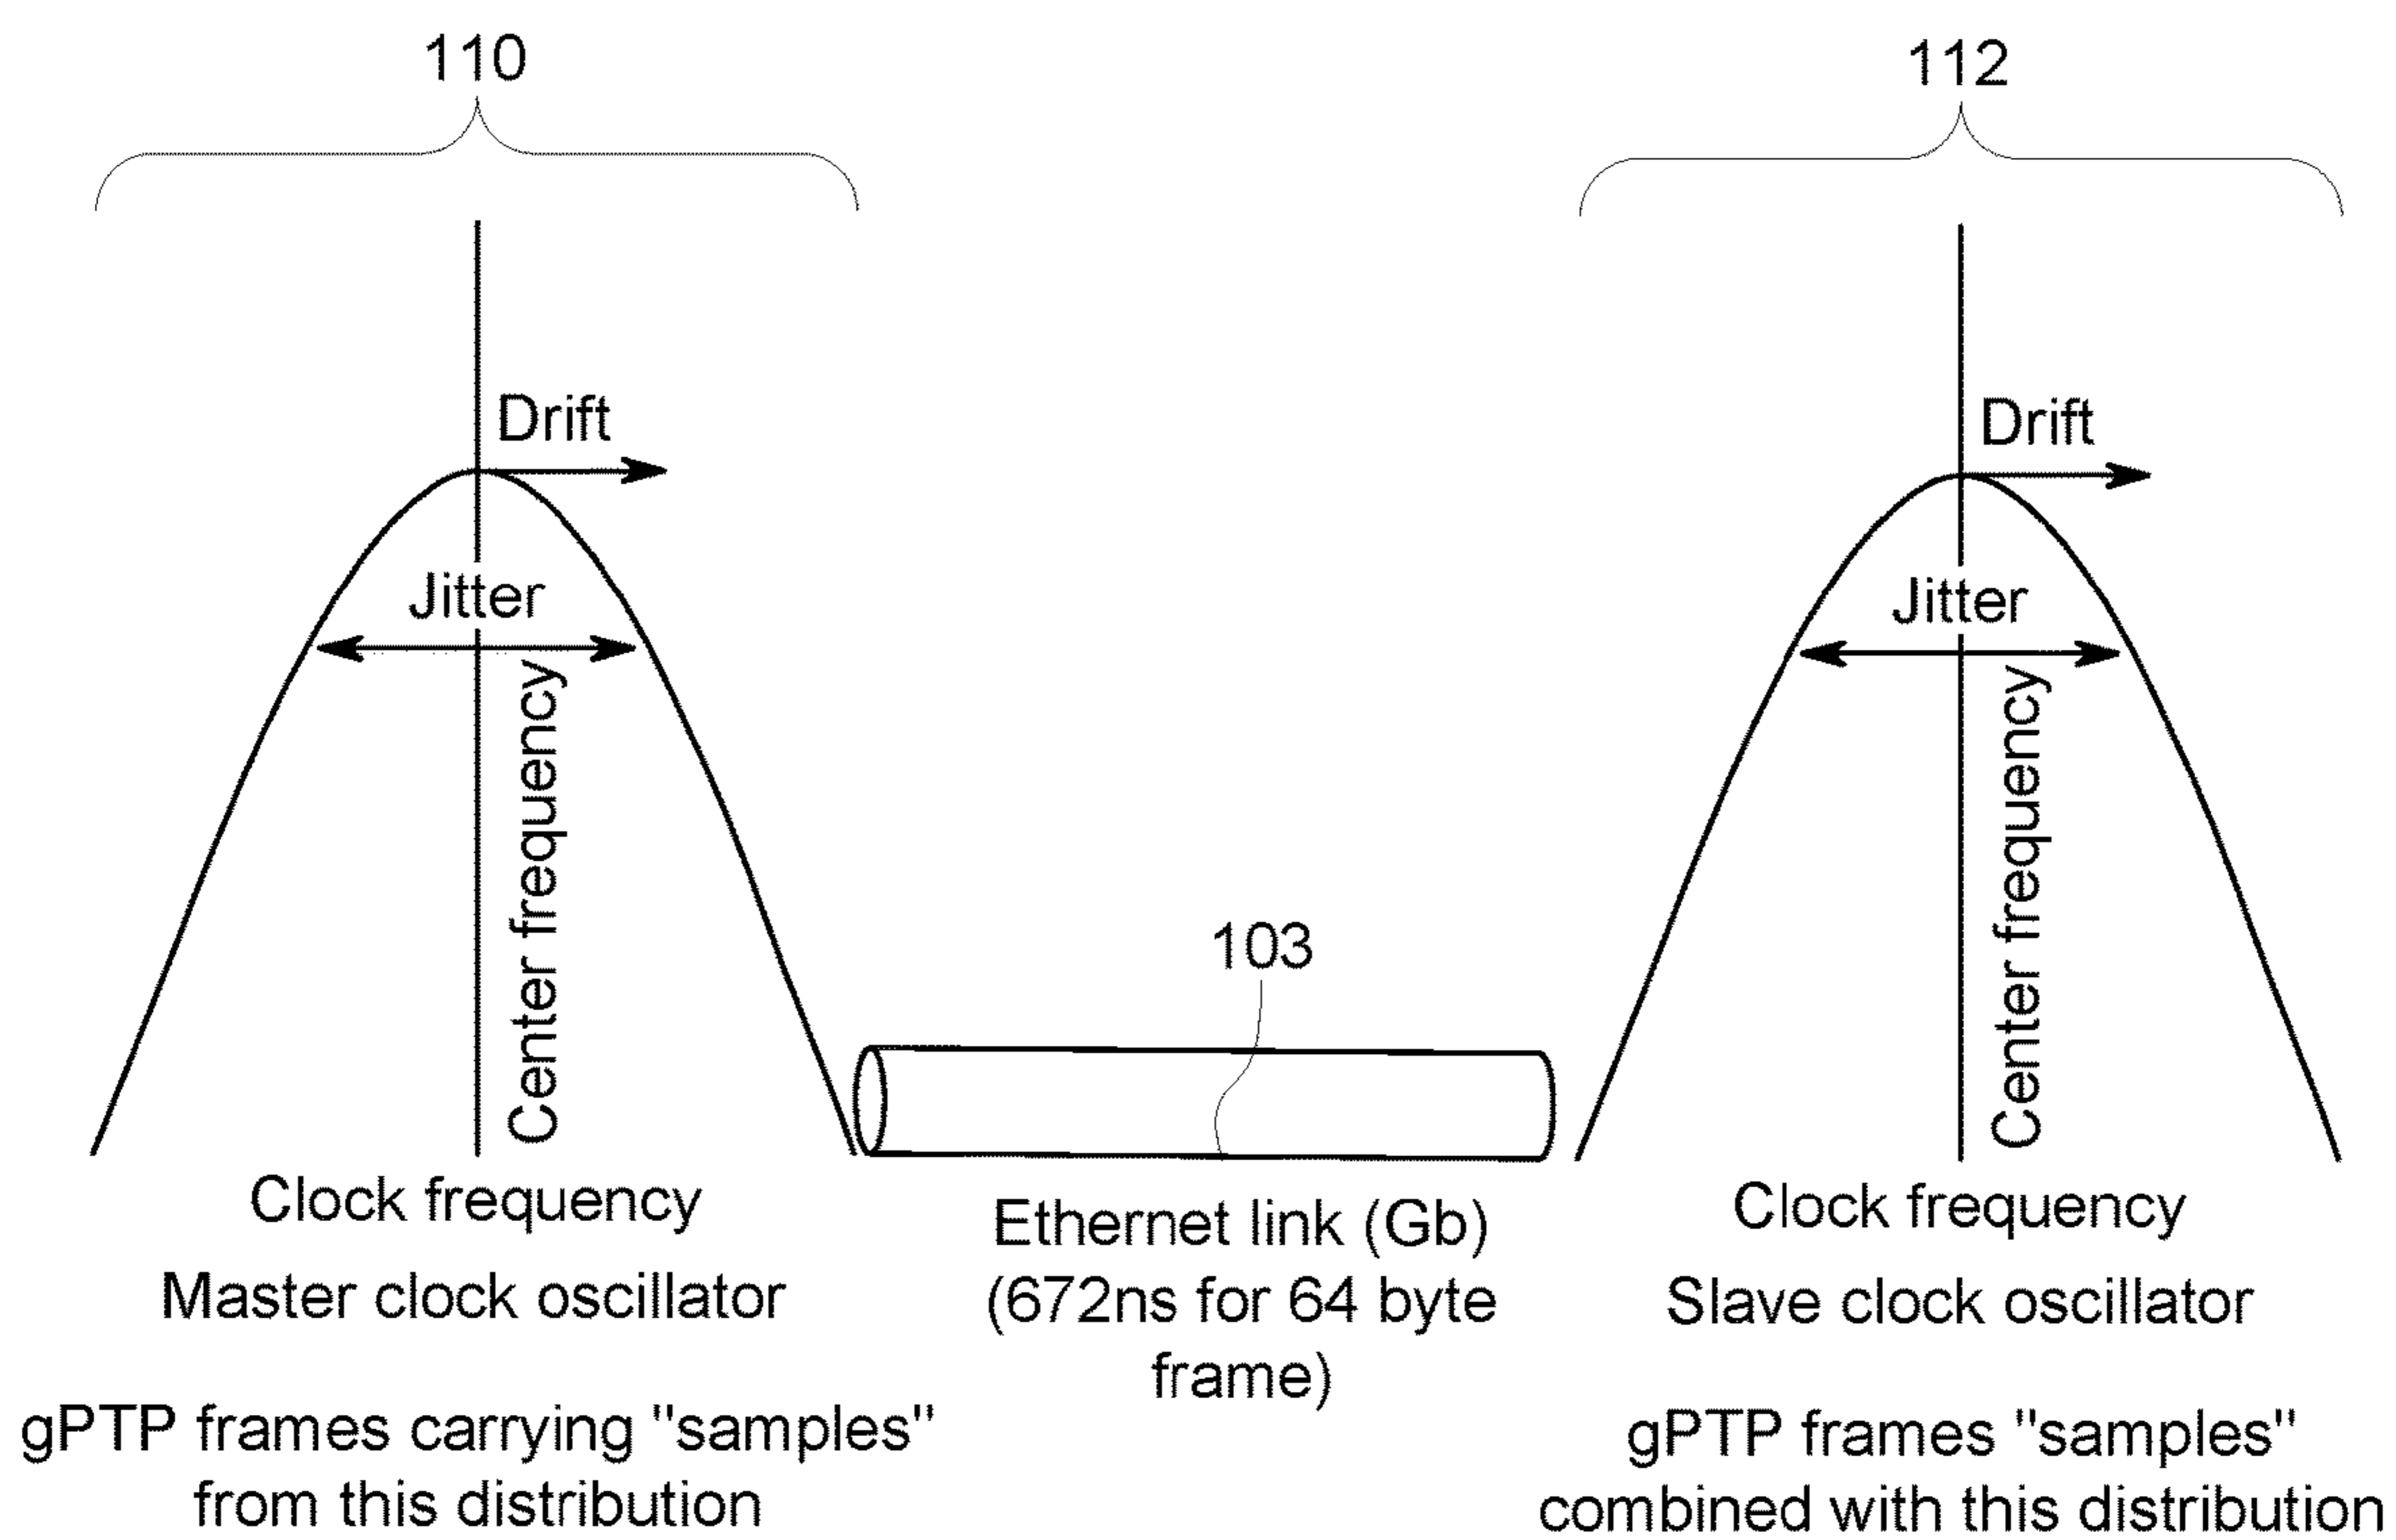 110
Drift
Jitter
Center frequency
Clock frequency
Master clock oscillator
gPTP frames carrying "samples"
from this distribution
103
Ethernet link (Gb)
(672ns for 64 byte
frame)
112
Drift
Jitter
Center frequency
Clock frequency
Slave clock oscillator
gPTP frames "samples"
combined with this distribution